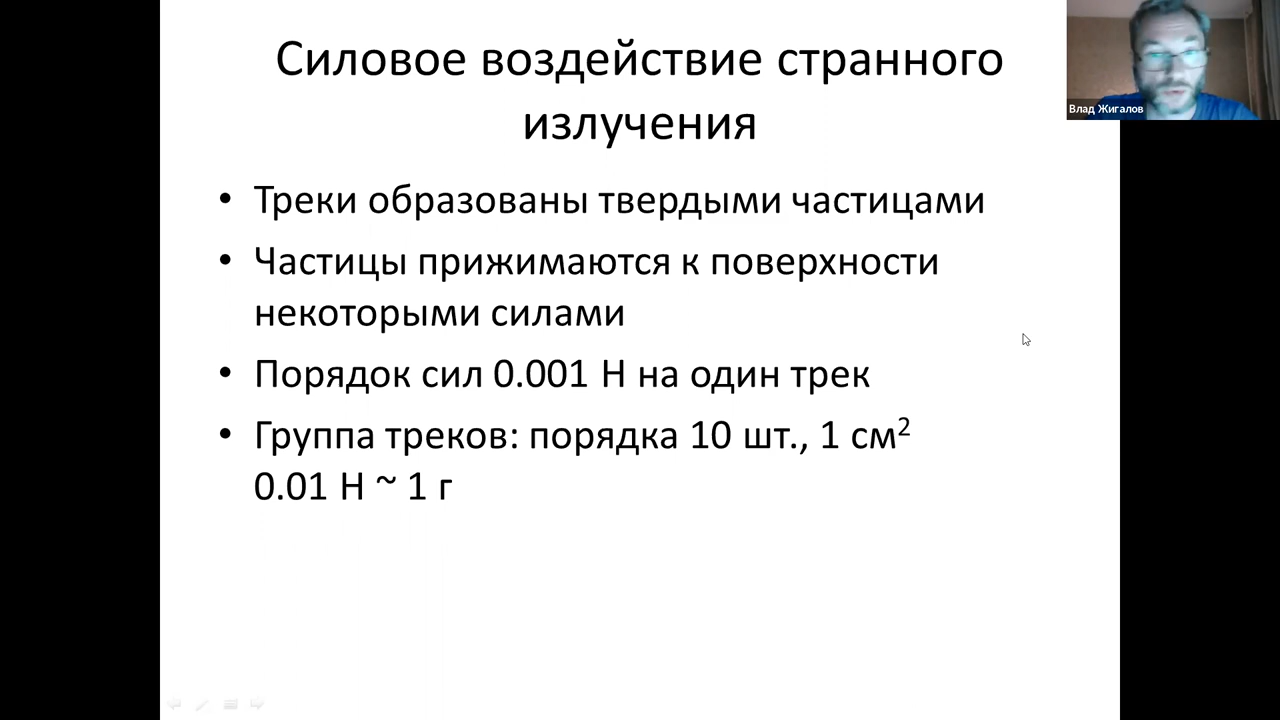 Силовое воздействие странного
излучения
Влад Жигалов
• Треки образованы твердыми частицами
• Частицы прижимаются к поверхности
некоторыми силами
• Порядок сил 0.001 Н на один трек
• Группа треков: порядка 10 шт., 1 см²
0.01 Н ~ 1 г